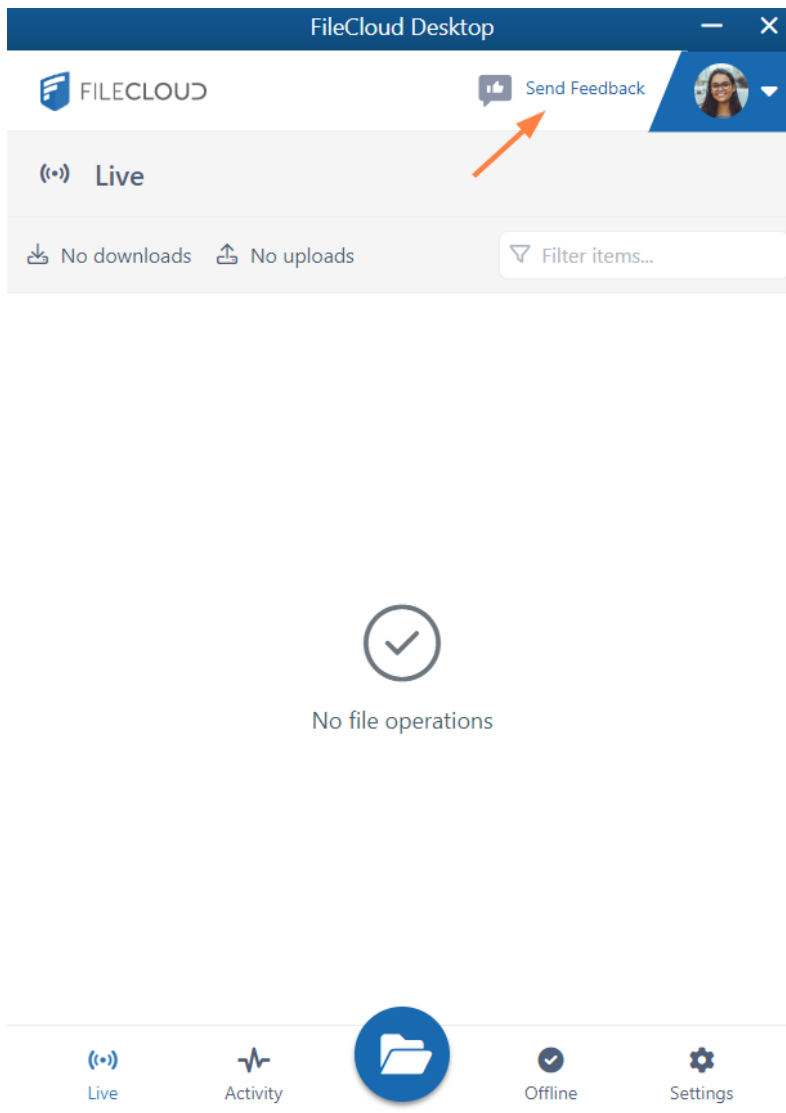 FileCloud Desktop
FILECLOUD
Send Feedback
Live
No downloads
No uploads
Filter items...
No file operations
Live
Activity
Offline
Settings